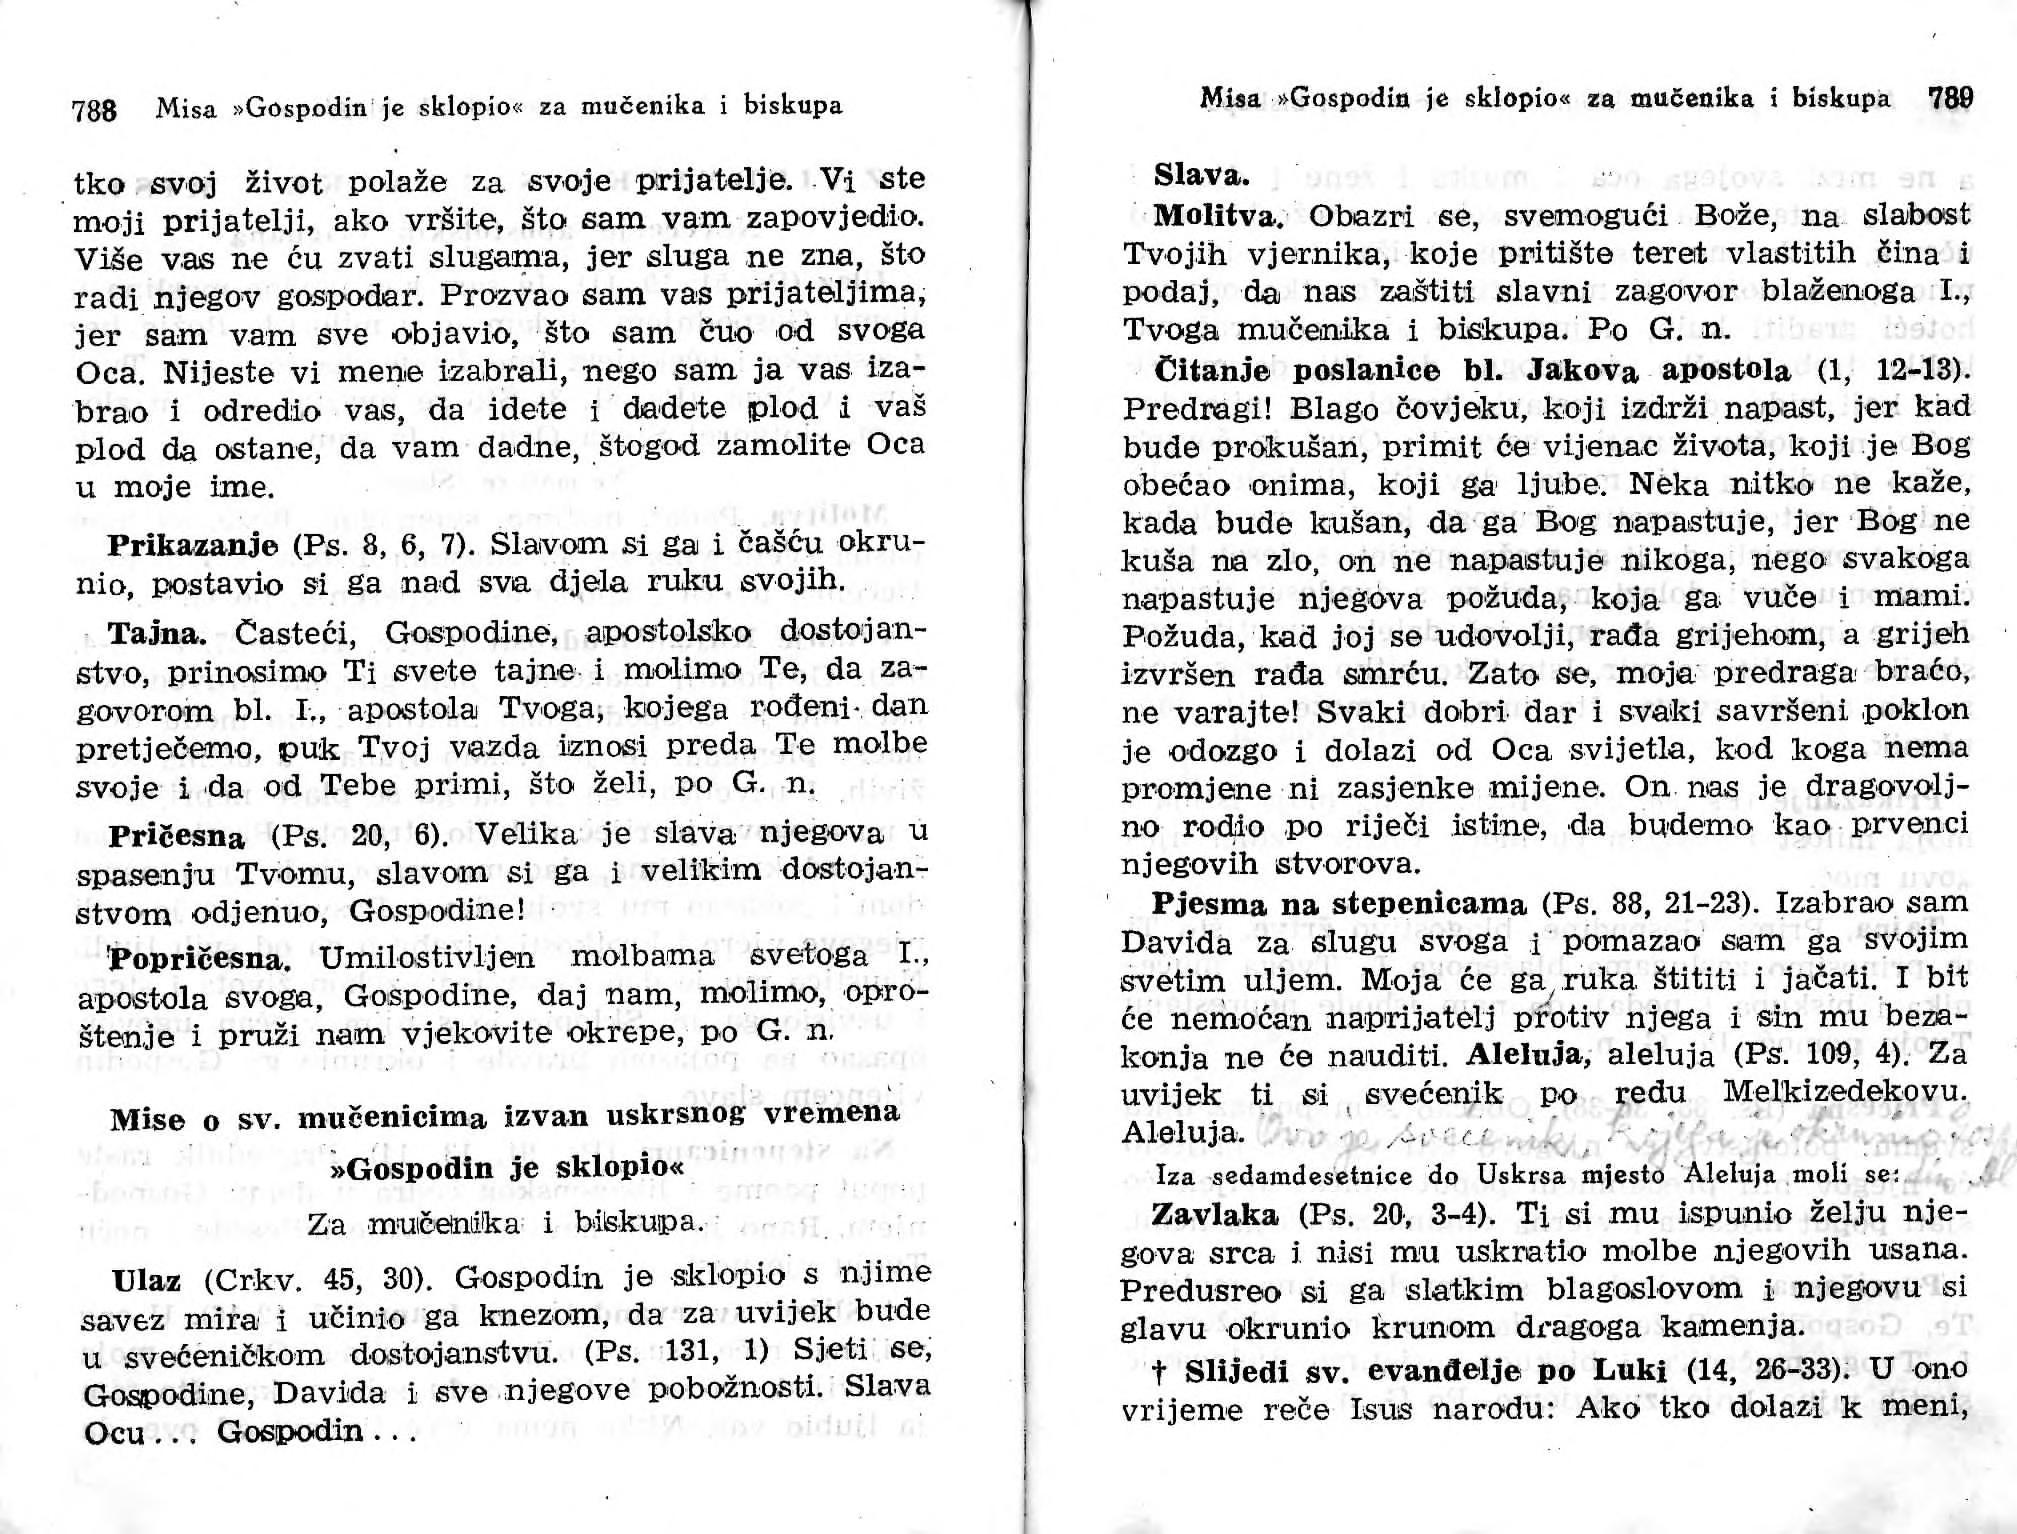 788 Misa »Gospodin je sklopio« za mučenika i biskupa
tko svoj život polaže za svoje prijatelje. Vi ste
moji prijatelji, ako vršite, što sam vam zapovjedio.
Više vas ne ću zvati slugama, jer sluga ne zna, što
radi njegov gospodar. Prozvao sam vas prijateljima,
jer sam vam sve objavio, što sam čuo od svoga
Oca. Nijeste vi mene izabrali, nego sam ja vas iza-
brao i odredio vas, da idete i dadete plod i vaš
plod da ostane, da vam dadne, štogod zamolite Oca
u moje ime.
Prikazanje (Ps. 8, 6, 7). Slavom si ga i čašću okru-
nio, postavio si ga nad sva djela ruku svojih.
Tajna. Časteći, Gospodine, apostolsko dostojan-
stvo, prinosimo Ti svete tajne i molimo Te, da za-
govorom bl. I., apostola Tvoga, kojega rođeni dan
pretječemo, puk Tvoj vazda iznosi preda Te molbe
svoje i da od Tebe primi, što želi, po G. n.
Pričesna (Ps. 20, 6). Velika je slava njegova u
spasenju Tvomu, slavom si ga i velikim dostojan-
stvom odjenuo, Gospodine!
Popričesna. Umilostivljen molbama svetoga I.,
apostola svoga, Gospodine, daj nam, molimo, opro-
štenje i pruži nam vjekovite okrepe, po G. n.
Mise o sv. mučenicima izvan uskrsnog vremena
»Gospodin je sklopio«
Za mučenika i biskupa.
Ulaz (Crkv. 45, 30). Gospodin je sklopio s njime
savez mira i učinio ga knezom, da za uvijek bude
u svećeničkom dostojanstvu. (Ps. 131, 1) Sjeti se,
Gospodine, Davida i sve njegove pobožnosti. Slava
Ocu... Gospodin...
Misa »Gospodin je sklopio« za mučenika i biskupa 789
Slava.
Molitva. Obazri se, svemogući Bože, na slabost
Tvojih vjernika, koje pritište teret vlastitih čina i
podaj, da nas zaštiti slavni zagovor blaženoga I.,
Tvoga mučenika i biskupa. Po G. n.
Čitanje poslanice bl. Jakova apostola (1, 12-13).
Predragi! Blago čovjeku, koji izdrži napast, jer kad
bude prokušan, primit će vijenac života, koji je Bog
obećao onima, koji ga ljube. Neka nitko ne kaže,
kada bude kušan, da ga Bog napastuje, jer Bog ne
kuša na zlo, on ne napastuje nikoga, nego svakoga
napastuje njegova požuda, koja ga vuče i mami.
Požuda, kad joj se udovolji, rađa grijehom, a grijeh
izvršen rađa smrću. Zato se, moja predraga braćo,
ne varajte! Svaki dobri dar i svaki savršeni poklon
je odozgo i dolazi od Oca svijetla, kod koga nema
promjene ni zasjenke mijene. On nas je dragovolj-
no rodio po riječi istine, da budemo kao prvenci
njegovih stvorova.
Pjesma na stepenicama (Ps. 88, 21-23). Izabrao sam
Davida za slugu svoga i pomazao sam ga svojim
svetim uljem. Moja će ga ruka štititi i jačati. I bit
će nemoćan naprijatelj protiv njega i sin mu beza-
konja ne će nauditi. Aleluja, aleluja (Ps. 109, 4). Za
uvijek ti si svećenik po redu Melkizedekovu.
Aleluja. Ovo je svećenik, kojega je okrunio
Iza sedamdesetnice do Uskrsa mjesto Aleluja moli se:
Zavlaka (Ps. 20, 3-4). Ti si mu ispunio želju nje-
gova srca i nisi mu uskratio molbe njegovih usana.
Predusreo si ga slatkim blagoslovom i njegovu si
glavu okrunio krunom dragoga kamenja.
† Slijedi sv. evanđelje po Luki (14, 26-33): U ono
vrijeme reče Isus narodu: Ako tko dolazi k meni,